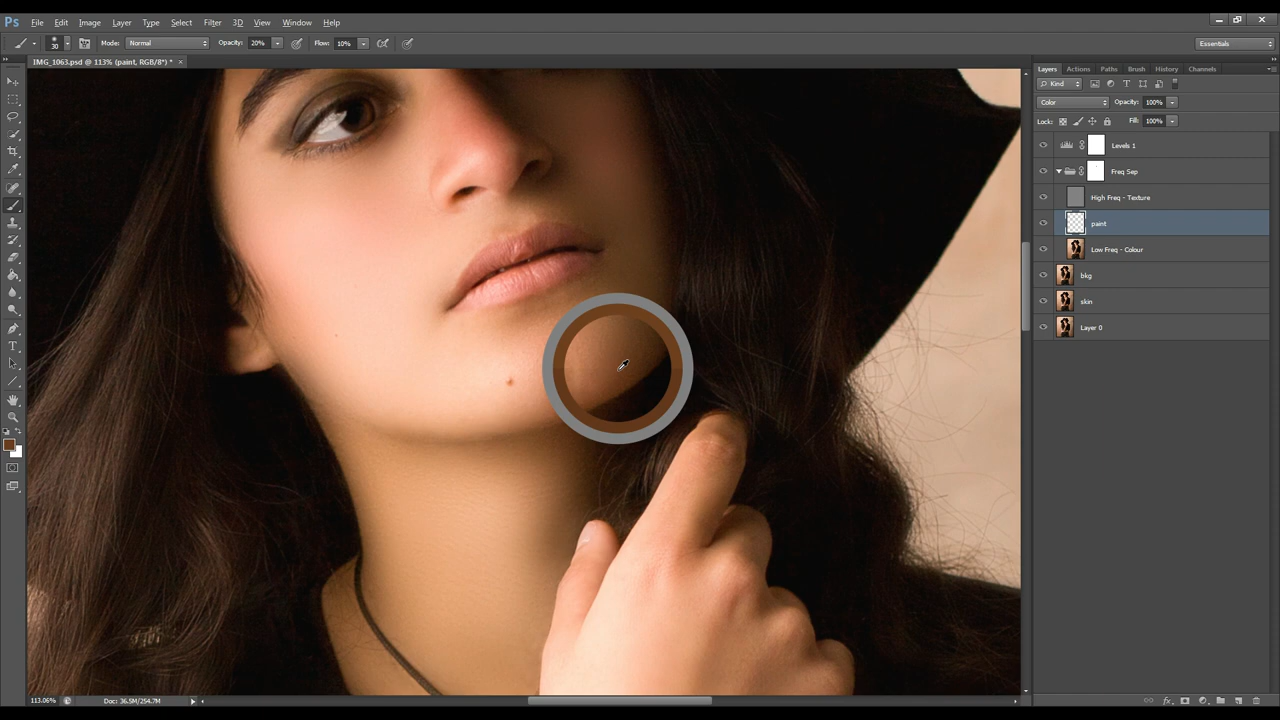 Ps File Edit Image Layer Type Select Filter 3D View Window Help
30 Mode: Normal Opacity: 20% Flow: 10% Essentials
IMG_1063.psd @ 113% (paint, RGB/8*) * ×
Layers Actions Paths Brush History Channels
Kind
Color Opacity: 100%
Lock: Fill: 100%
Levels 1
Freq Sep
High Freq - Texture
paint
Low Freq - Colour
bkg
skin
Layer 0
113.06% Doc: 36.5M/254.7M